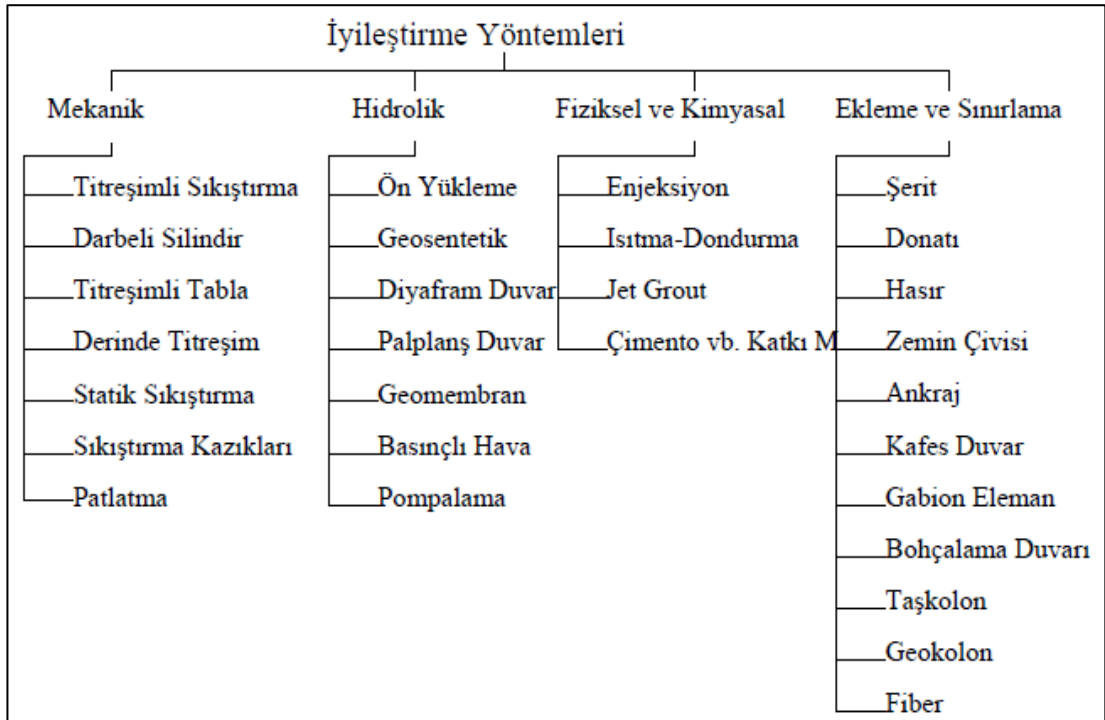 İyileştirme Yöntemleri
Mekanik
Titreşimli Sıkıştırma
Darbeli Silindir
Titreşimli Tabla
Derinde Titreşim
Statik Sıkıştırma
Sıkıştırma Kazıkları
Patlatma
Hidrolik
Ön Yükleme
Geosentetik
Diyafram Duvar
Palplanş Duvar
Geomembran
Basınçlı Hava
Pompalama
Fiziksel ve Kimyasal
Enjeksiyon
Isıtma-Dondurma
Jet Grout
Çimento vb. Katkı M
Ekleme ve Sınırlama
Şerit
Donatı
Hasır
Zemin Çivisi
Ankraj
Kafes Duvar
Gabion Eleman
Bohçalama Duvarı
Taşkolon
Geokolon
Fiber